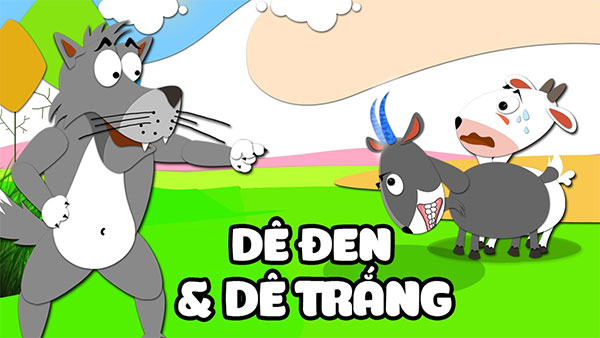 DÊ ĐEN
& DÊ TRẮNG